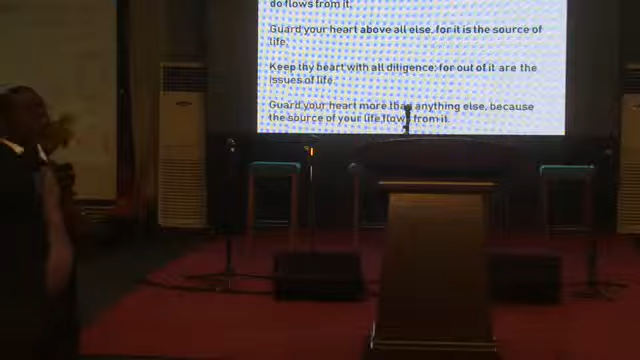 do flows from it.
Guard your heart above all else, for it is the source of
life.
Keep thy heart with all diligence; for out of it are the
issues of life.
Guard your heart more than anything else, because
the source of your life flows from it.